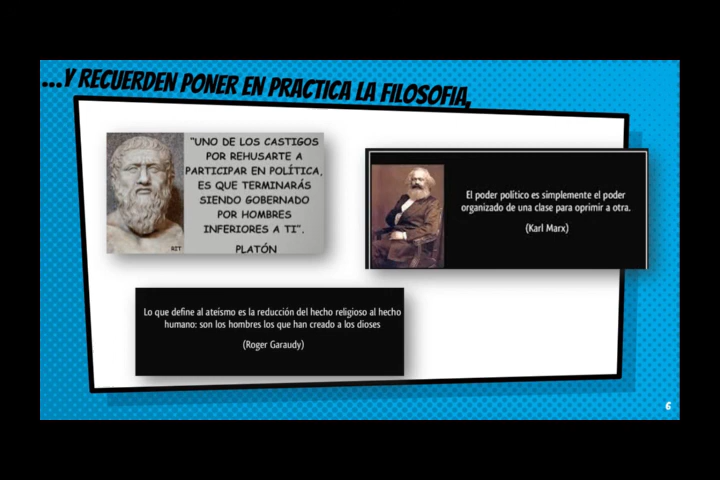 ...Y RECUERDEN PONER EN PRACTICA LA FILOSOFIA,
"UNO DE LOS CASTIGOS
POR REHUSARTE A
PARTICIPAR EN POLÍTICA,
ES QUE TERMINARÁS
SIENDO GOBERNADO
POR HOMBRES
INFERIORES A TI".
PLATÓN
El poder político es simplemente el poder
organizado de una clase para oprimir a otra.
(Karl Marx)
Lo que define al ateísmo es la reducción del hecho religioso al hecho
humano: son los hombres los que han creado a los dioses
(Roger Garaudy)
6